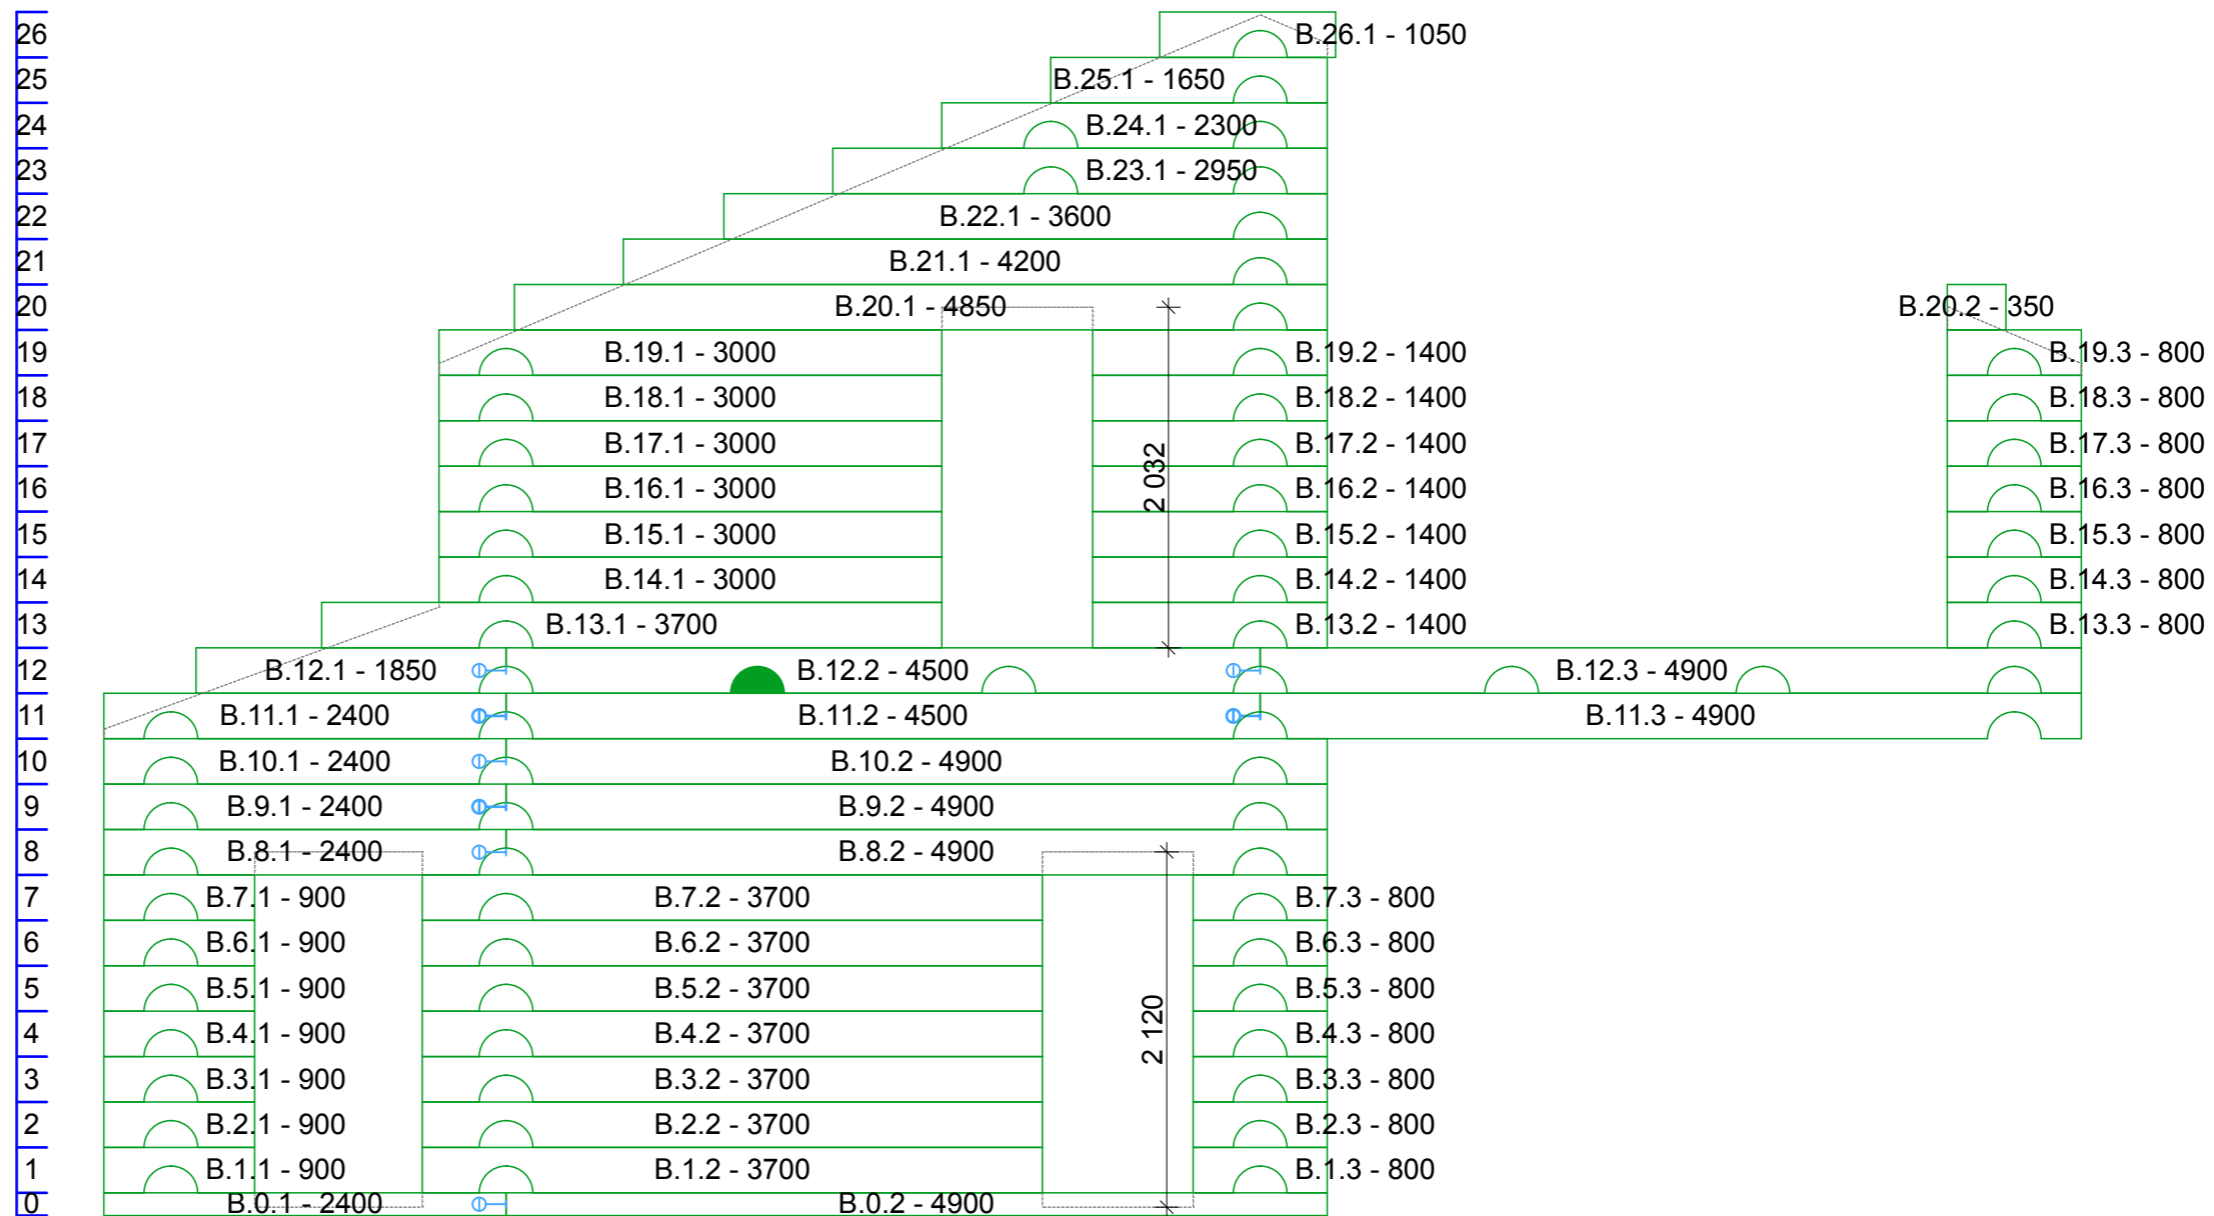 26 B.26.1 - 1050
25 B.25.1 - 1650
24 B.24.1 - 2300
23 B.23.1 - 2950
22 B.22.1 - 3600
21 B.21.1 - 4200
20 B.20.1 - 4850 B.20.2 - 350
19 B.19.1 - 3000 B.19.2 - 1400 B.19.3 - 800
18 B.18.1 - 3000 B.18.2 - 1400 B.18.3 - 800
17 B.17.1 - 3000 B.17.2 - 1400 B.17.3 - 800
2 032
16 B.16.1 - 3000 B.16.2 - 1400 B.16.3 - 800
15 B.15.1 - 3000 B.15.2 - 1400 B.15.3 - 800
14 B.14.1 - 3000 B.14.2 - 1400 B.14.3 - 800
13 B.13.1 - 3700 B.13.2 - 1400 B.13.3 - 800
12 B.12.1 - 1850 B.12.2 - 4500 B.12.3 - 4900
11 B.11.1 - 2400 B.11.2 - 4500 B.11.3 - 4900
10 B.10.1 - 2400 B.10.2 - 4900
9 B.9.1 - 2400 B.9.2 - 4900
8 B.8.1 - 2400 B.8.2 - 4900
7 B.7.1 - 900 B.7.2 - 3700 B.7.3 - 800
6 B.6.1 - 900 B.6.2 - 3700 B.6.3 - 800
5 B.5.1 - 900 B.5.2 - 3700 B.5.3 - 800
4 B.4.1 - 900 B.4.2 - 3700 B.4.3 - 800
2 120
3 B.3.1 - 900 B.3.2 - 3700 B.3.3 - 800
2 B.2.1 - 900 B.2.2 - 3700 B.2.3 - 800
1 B.1.1 - 900 B.1.2 - 3700 B.1.3 - 800
0 B.0.1 - 2400 B.0.2 - 4900